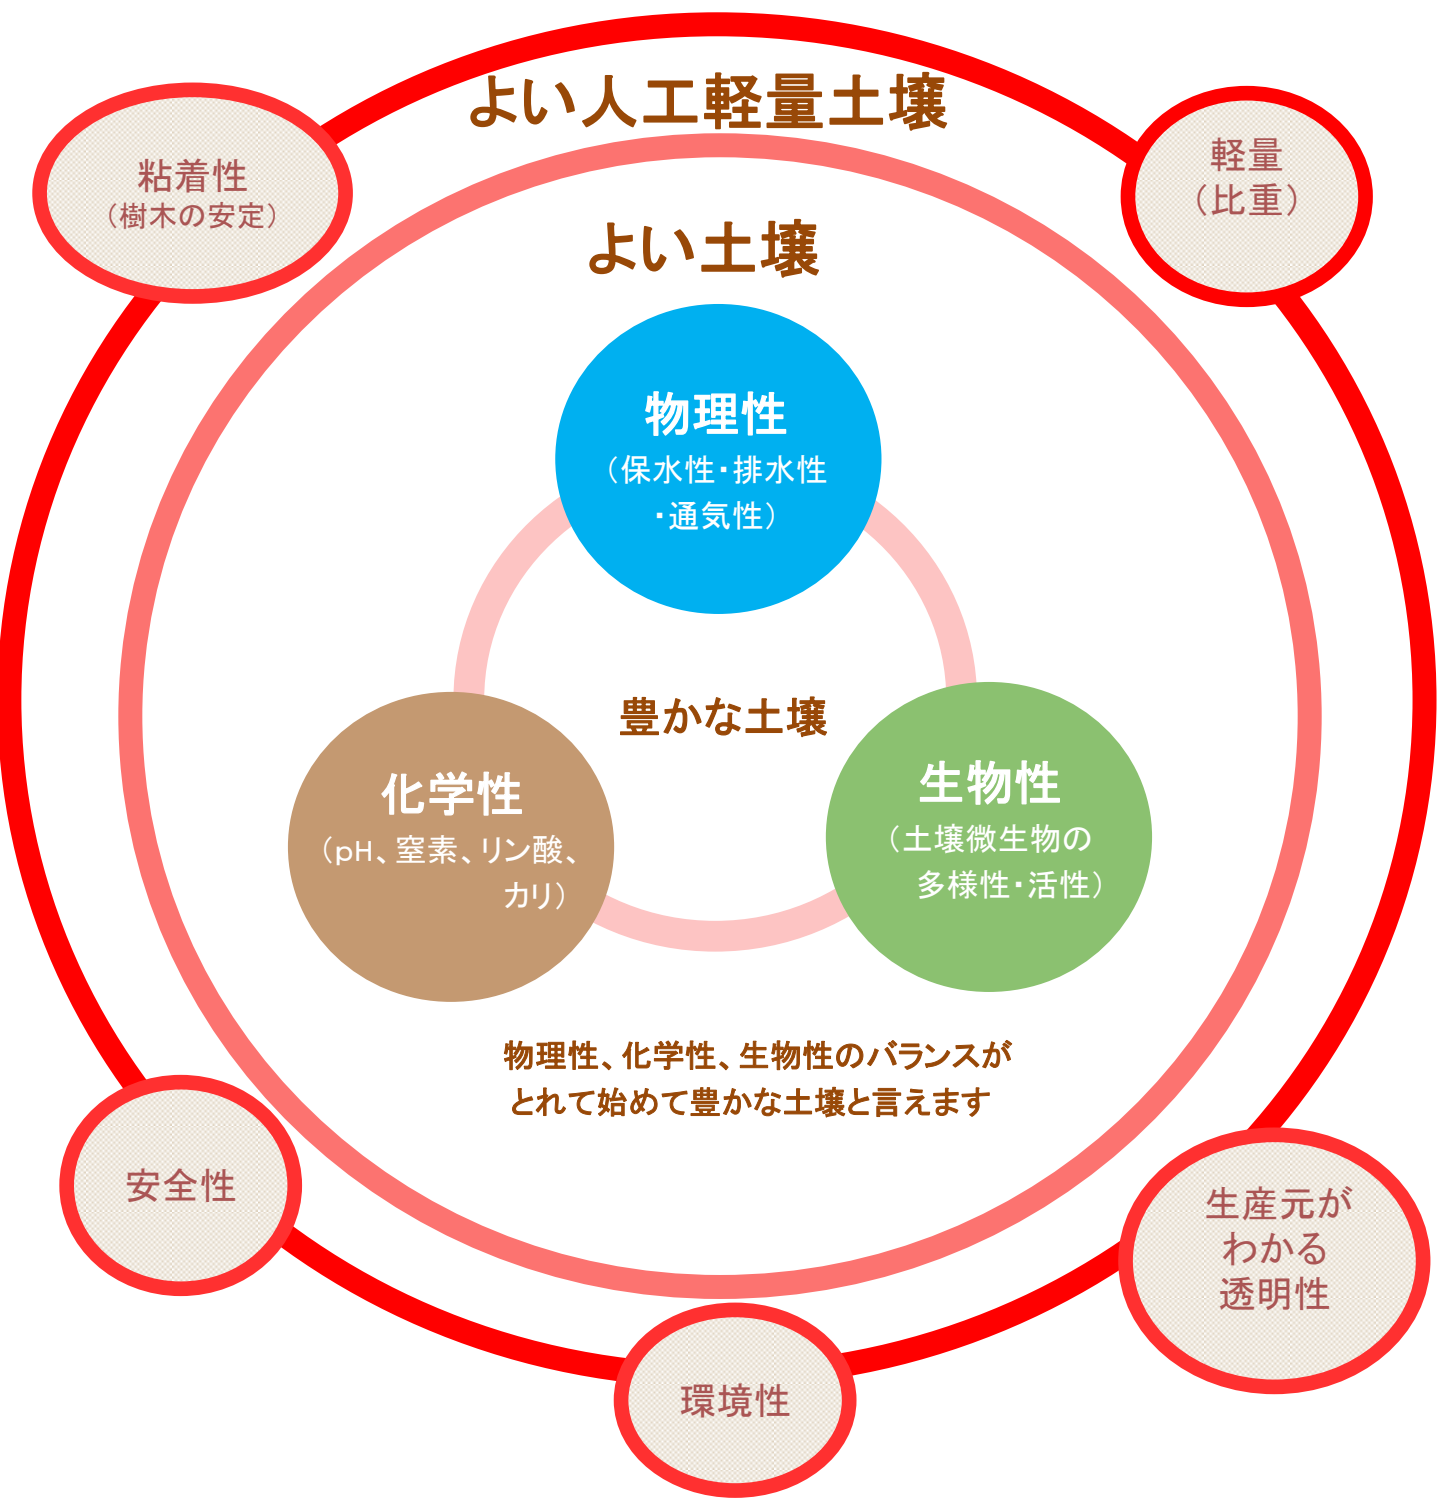 よい人工軽量土壌
粘着性
（樹木の安定）
軽量
（比重）
よい土壌
物理性
（保水性・排水性
・通気性）
豊かな土壌
化学性
（pH、窒素、リン酸、
カリ）
生物性
（土壌微生物の
多様性・活性）
物理性、化学性、生物性のバランスが
とれて始めて豊かな土壌と言えます
安全性
生産元が
わかる
透明性
環境性